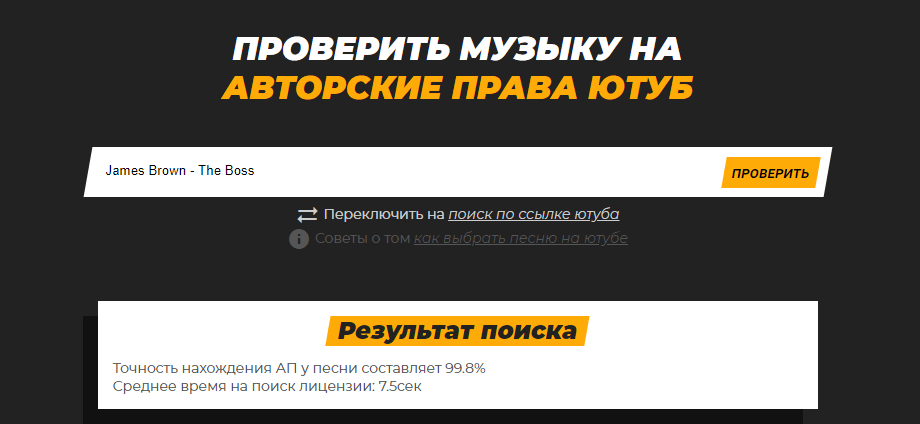 ПРОВЕРИТЬ МУЗЫКУ НА
АВТОРСКИЕ ПРАВА ЮТУБ
James Brown - The Boss
ПРОВЕРИТЬ
Переключить на поиск по ссылке ютуба
Советы о том как выбрать песню на ютубе
Результат поиска
Точность нахождения АП у песни составляет 99.8%
Среднее время на поиск лицензии: 7.5сек